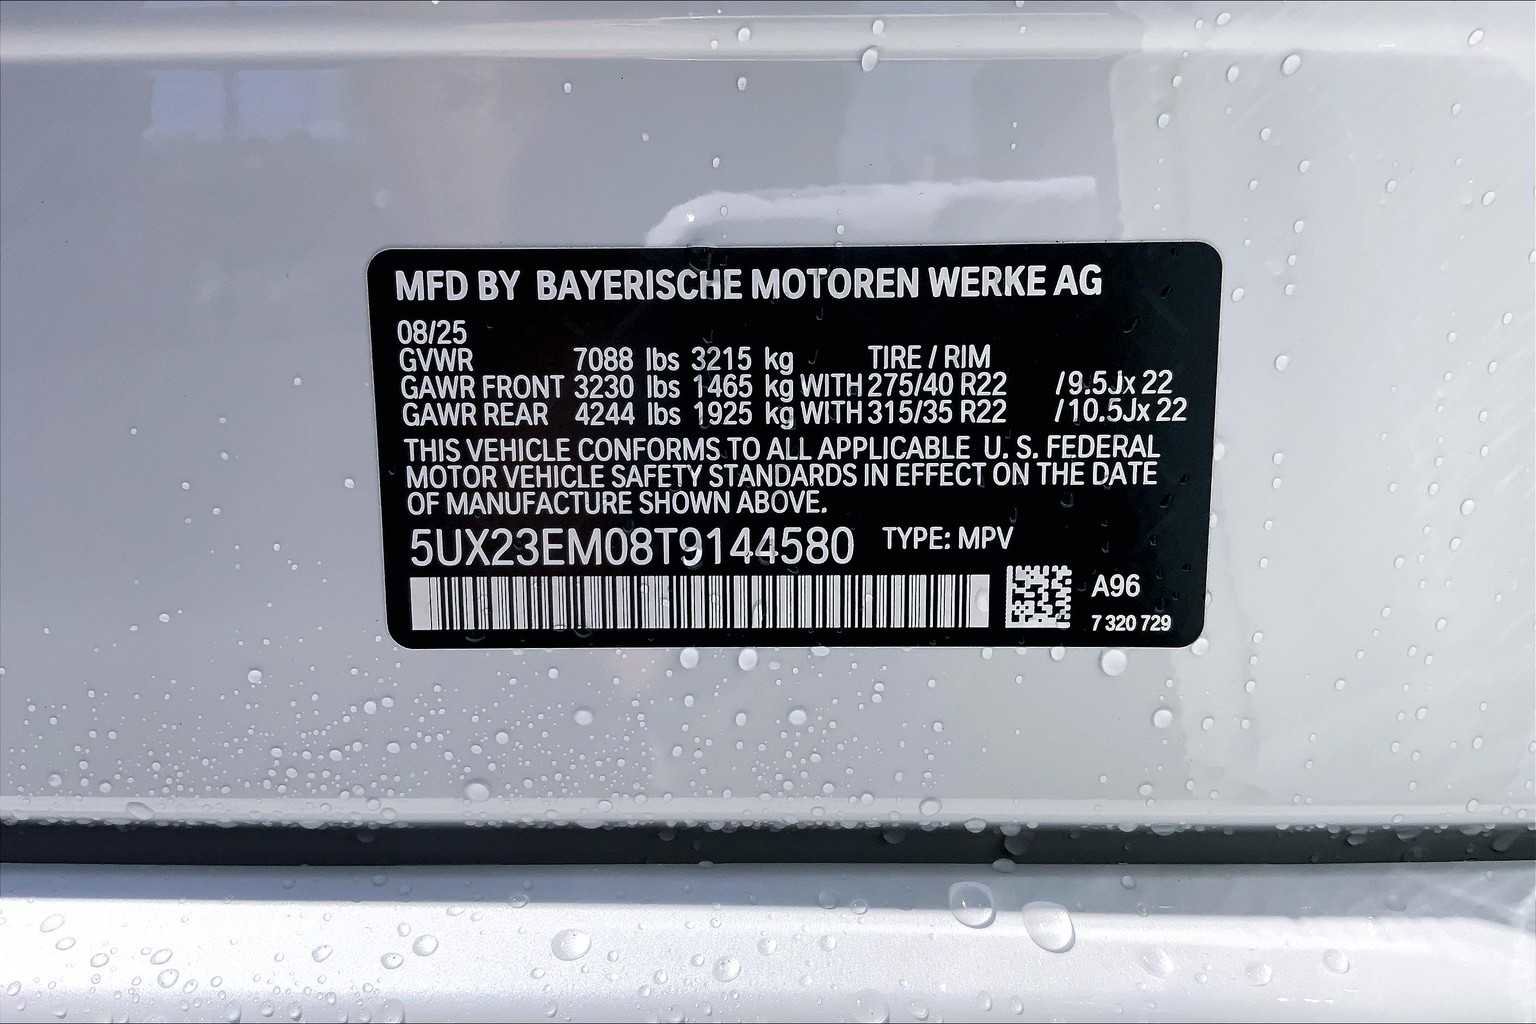 MFD BY BAYERISCHE MOTOREN WERKE AG
08/25
GVWR 7088 lbs 3215 kg TIRE / RIM
GAWR FRONT 3230 lbs 1465 kg WITH 275/40 R22 /9.5Jx 22
GAWR REAR 4244 lbs 1925 kg WITH 315/35 R22 /10.5Jx 22
THIS VEHICLE CONFORMS TO ALL APPLICABLE U. S. FEDERAL
MOTOR VEHICLE SAFETY STANDARDS IN EFFECT ON THE DATE
OF MANUFACTURE SHOWN ABOVE.
5UX23EM08T9144580 TYPE: MPV
A96
7 320 729